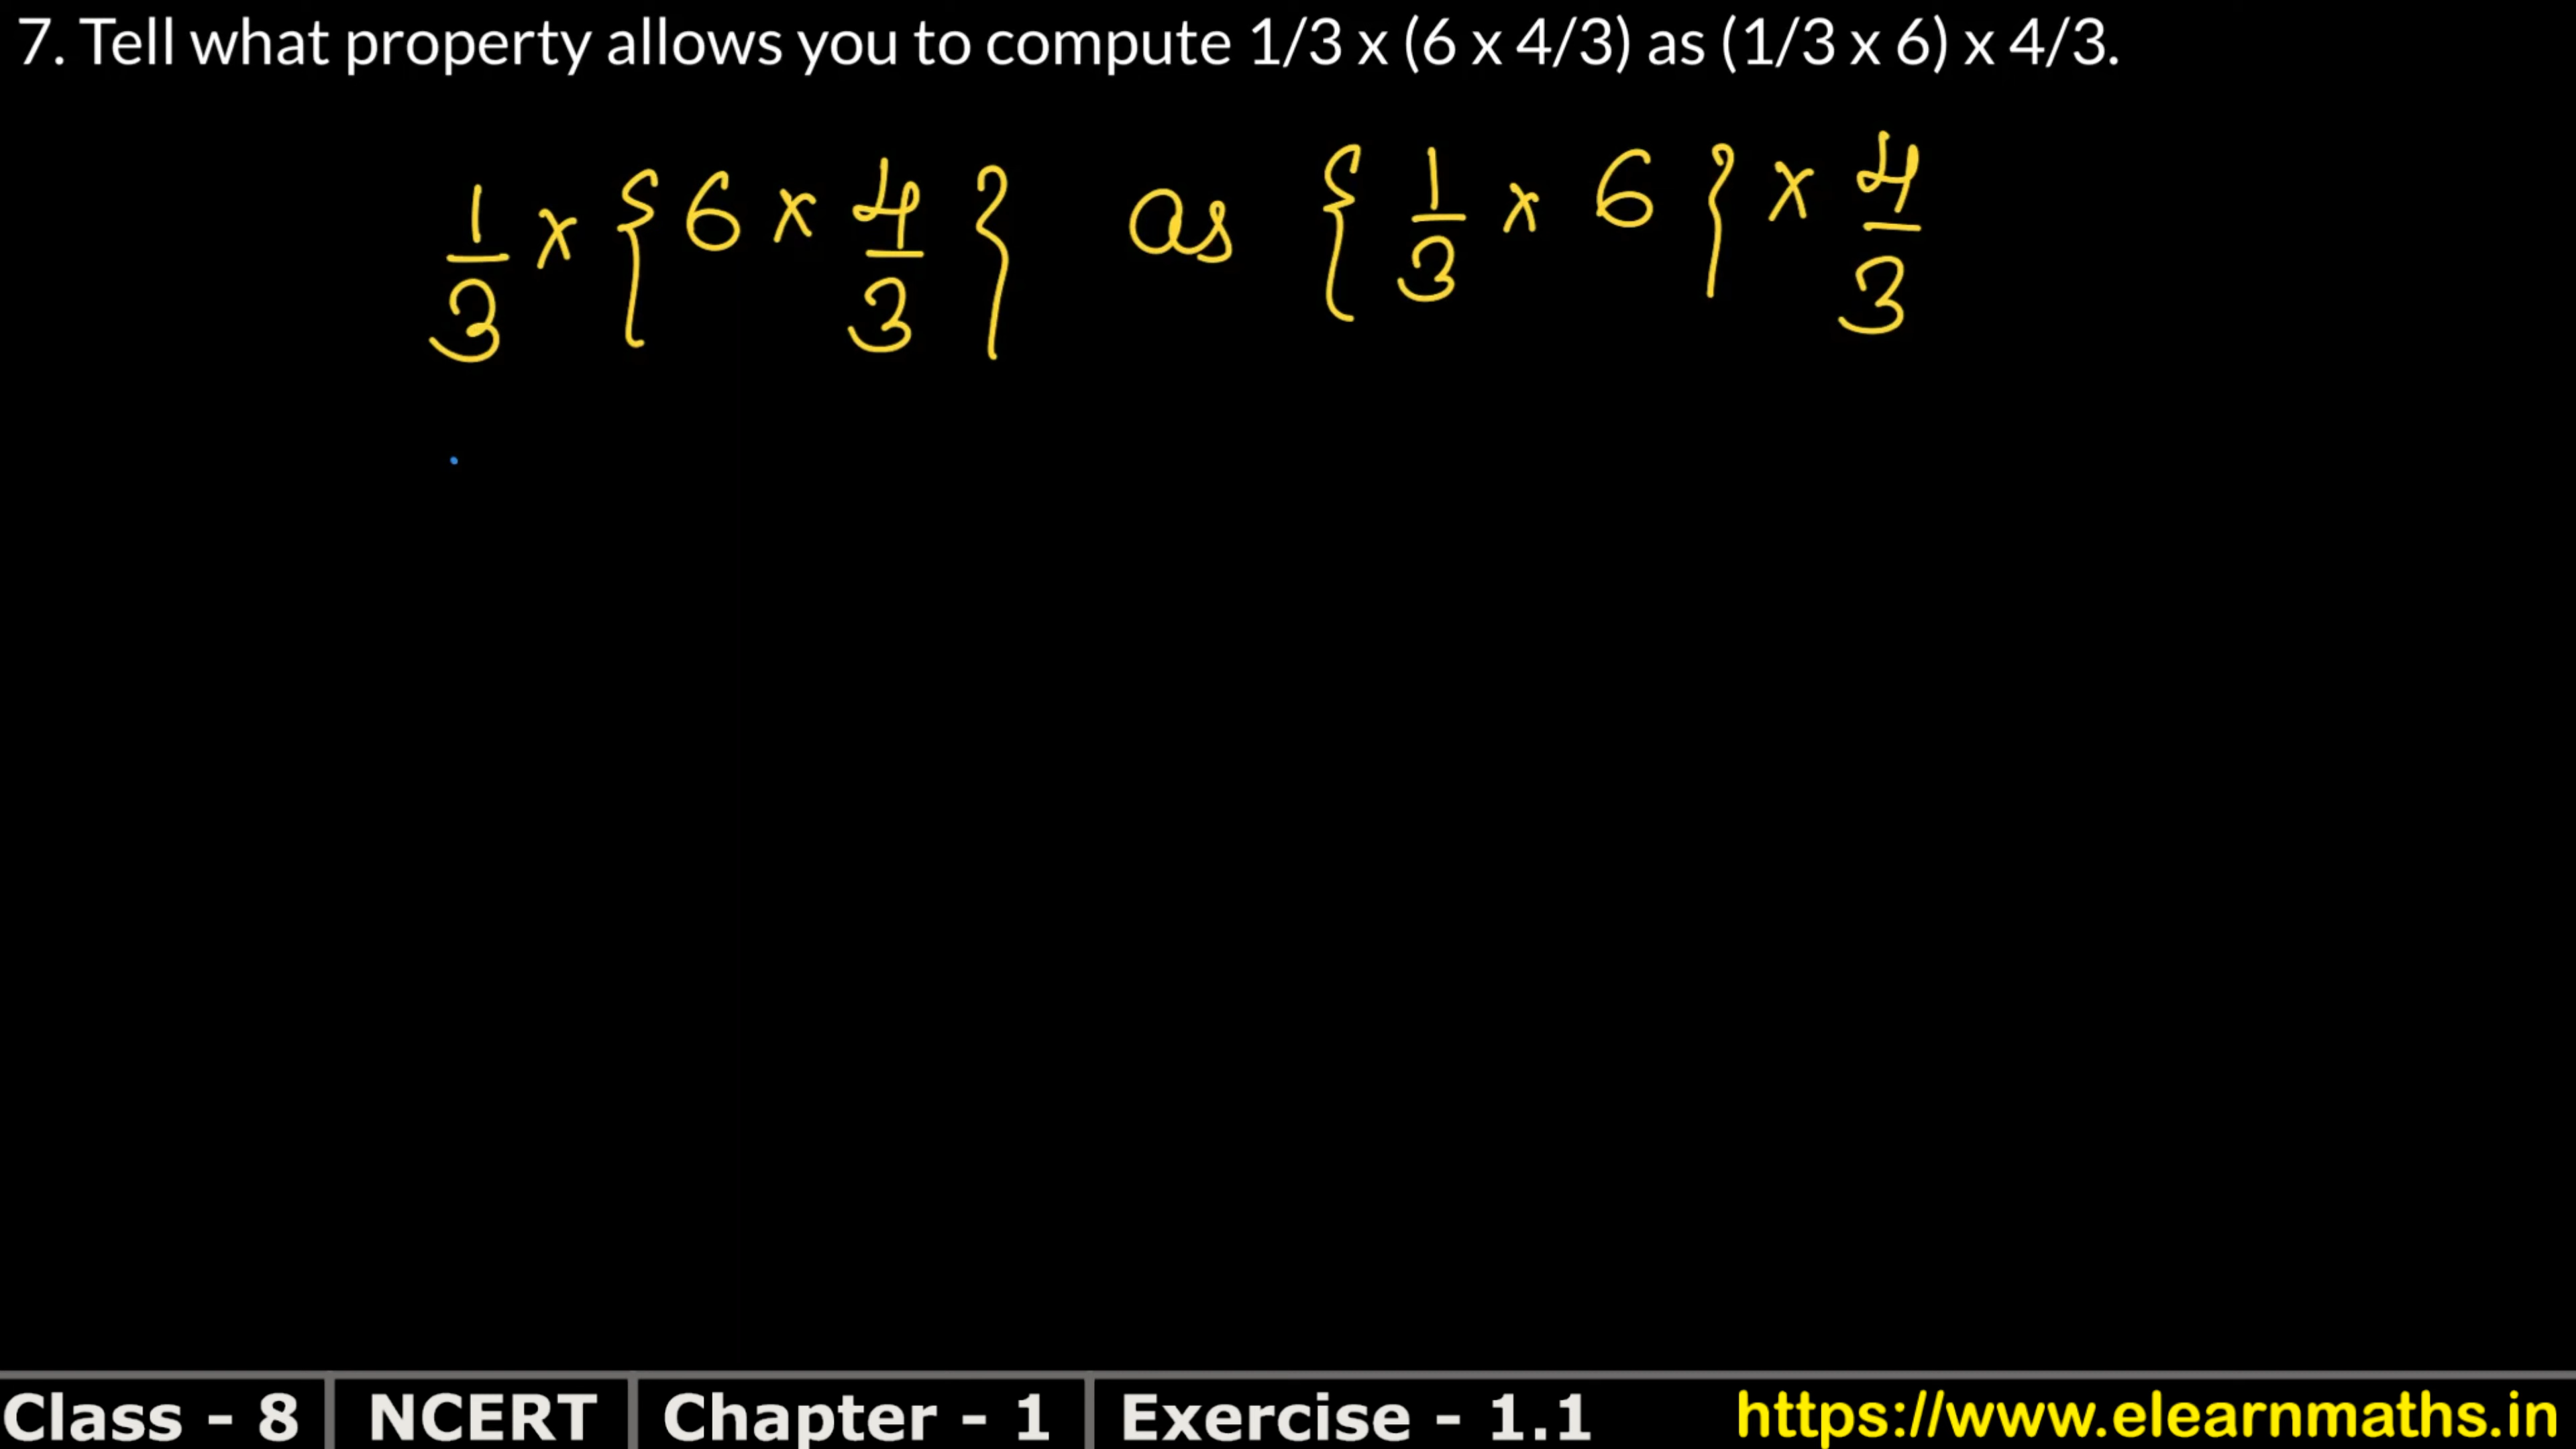 7. Tell what property allows you to compute 1/3 x (6 x 4/3) as (1/3 x 6) x 4/3.
1/3 x {6 x 4/3} as {1/3 x 6} x 4/3
Class - 8 NCERT Chapter - 1 Exercise - 1.1 https://www.elearnmaths.in